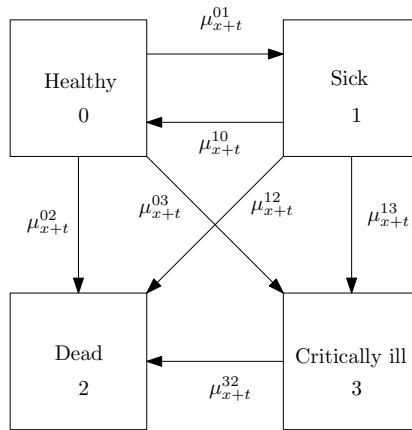 μ^{01}_{x+t}
Healthy
0
Sick
1
μ^{10}_{x+t}
μ^{02}_{x+t}
μ^{03}_{x+t}
μ^{12}_{x+t}
μ^{13}_{x+t}
Dead
2
Critically ill
3
μ^{32}_{x+t}